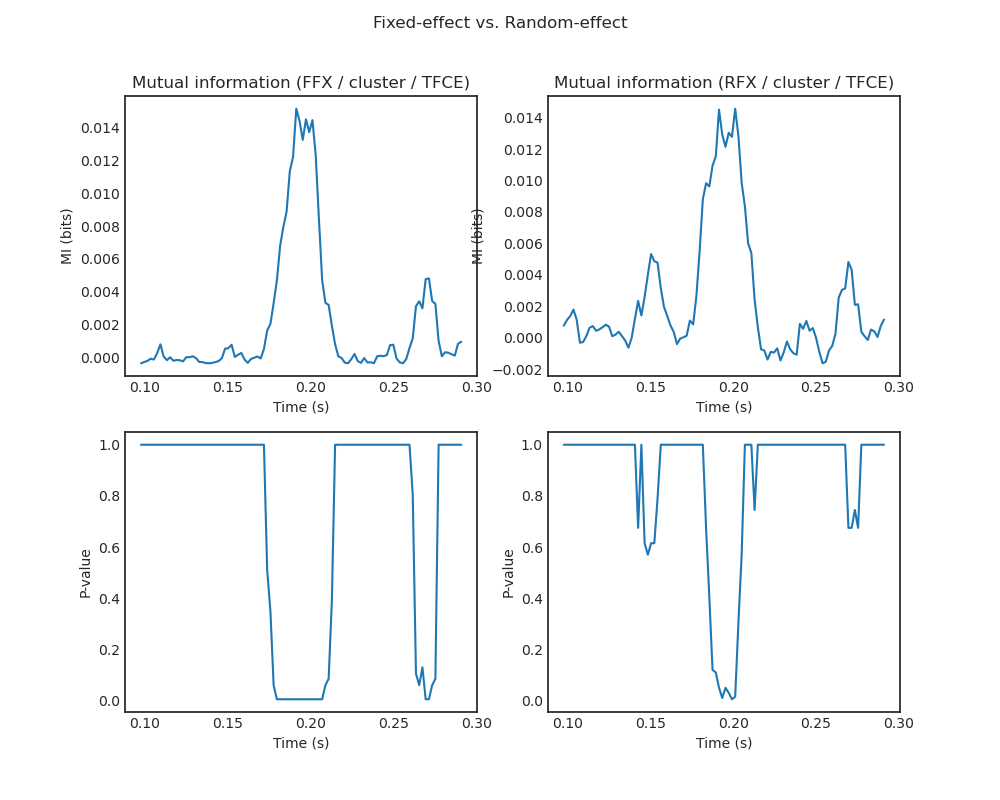 Fixed-effect vs. Random-effect
Mutual information (FFX / cluster / TFCE)
MI (bits)
0.014
0.012
0.010
0.008
0.006
0.004
0.002
0.000
0.10 0.15 0.20 0.25 0.30
Time (s)
Mutual information (RFX / cluster / TFCE)
MI (bits)
0.014
0.012
0.010
0.008
0.006
0.004
0.002
0.000
−0.002
0.10 0.15 0.20 0.25 0.30
Time (s)
P-value
1.0
0.8
0.6
0.4
0.2
0.0
0.10 0.15 0.20 0.25 0.30
Time (s)
P-value
1.0
0.8
0.6
0.4
0.2
0.0
0.10 0.15 0.20 0.25 0.30
Time (s)